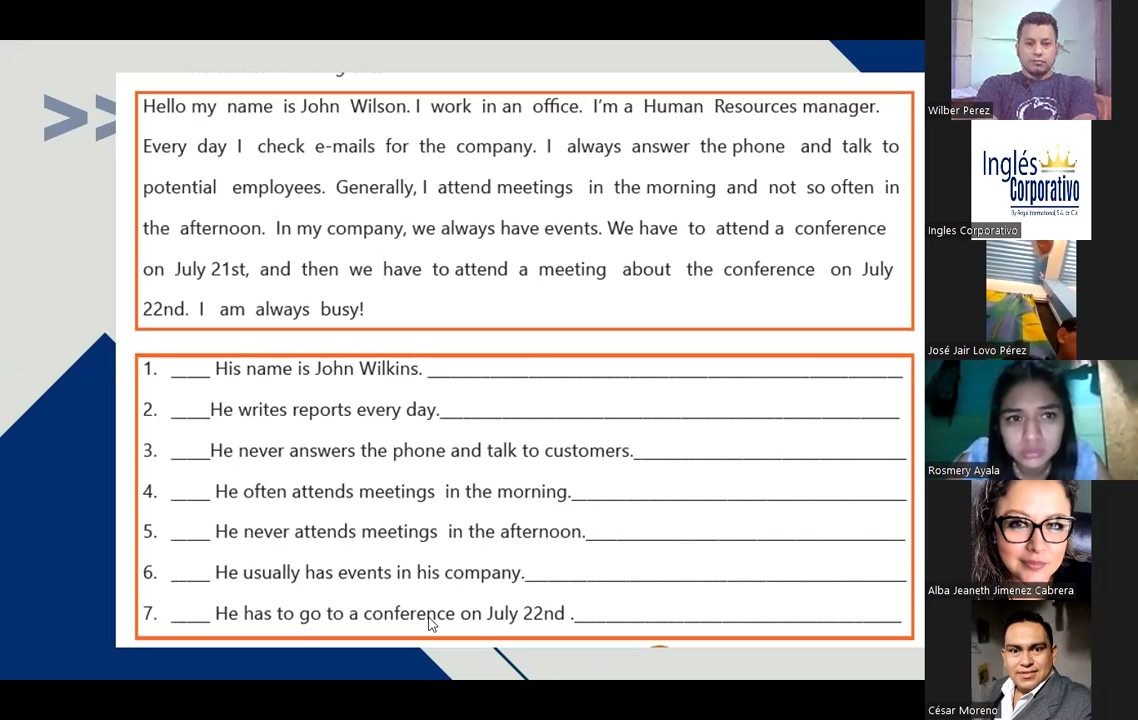 Hello my name is John Wilson. I work in an office. I'm a Human Resources manager.
Every day I check e-mails for the company. I always answer the phone and talk to
potential employees. Generally, I attend meetings in the morning and not so often in
the afternoon. In my company, we always have events. We have to attend a conference
on July 21st, and then we have to attend a meeting about the conference on July
22nd. I am always busy!
1. ____ His name is John Wilkins. ____
2. ____He writes reports every day.____
3. ____He never answers the phone and talk to customers.____
4. ____ He often attends meetings in the morning.____
5. ____ He never attends meetings in the afternoon.____
6. ____ He usually has events in his company.____
7. ____ He has to go to a conference on July 22nd .____
Wilber Perez
Inglés
Corporativo
By Regal International, S.A. de C.V.
Ingles Corporativo
José Jair Lovo Pérez
Rosmery Ayala
Alba Jeaneth Jimenez Cabrera
César Moreno